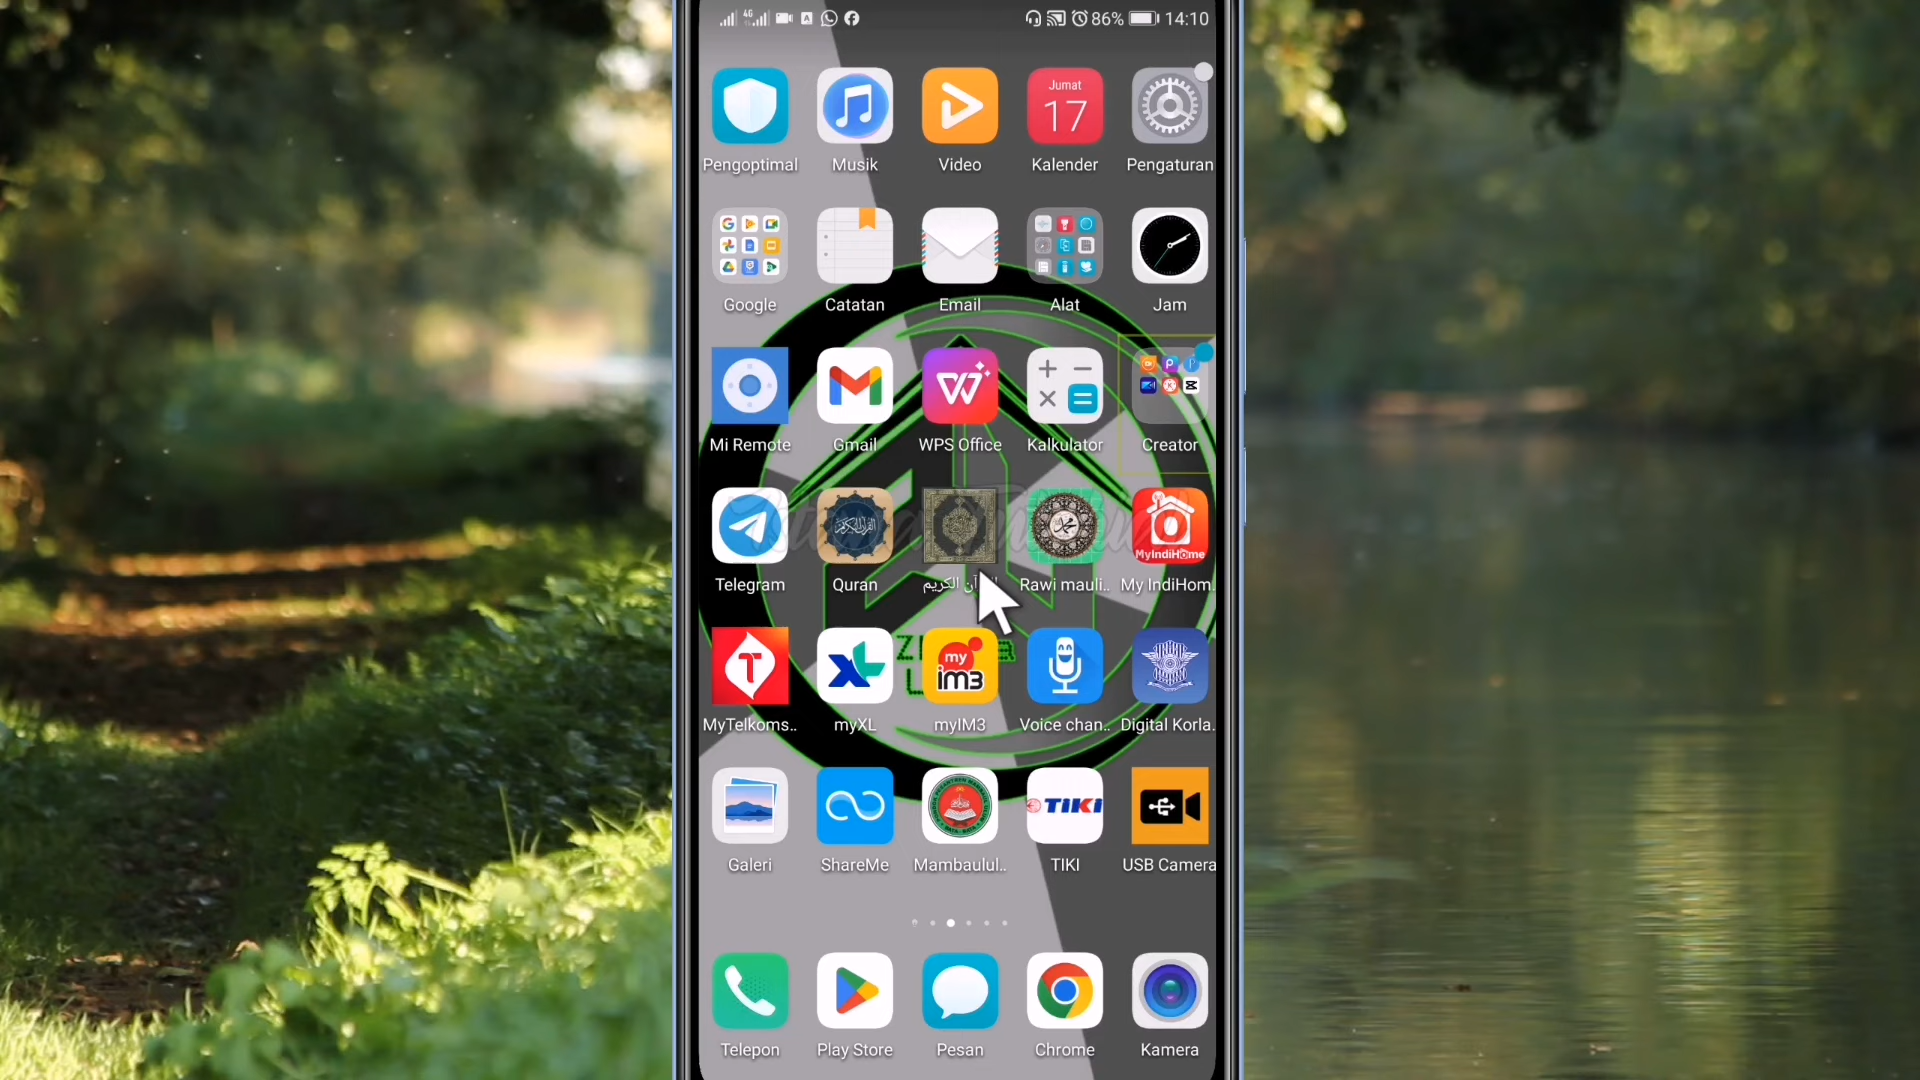 86% 14:10
Jumat
17
Pengoptimal Musik Video Kalender Pengaturan
Google Catatan Email Alat Jam
Mi Remote Gmail WPS Office Kalkulator Creator
MyIndiHome
Telegram Quran الكريم Rawi mauli.. My IndiHom.
my
im3
MyTelkoms.. myXL myIM3 Voice chan.. Digital Korla.
TIKI
Galeri ShareMe Mambaulul.. TIKI USB Camera
Telepon Play Store Pesan Chrome Kamera